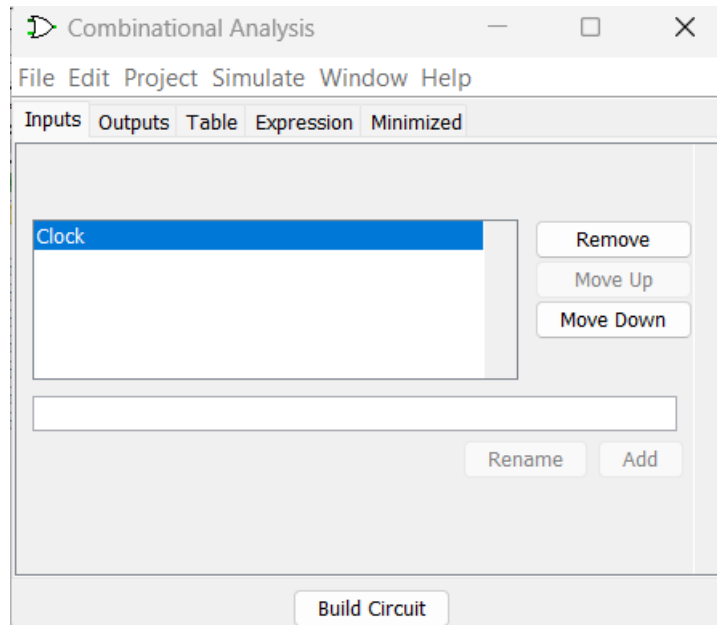 Combinational Analysis
File Edit Project Simulate Window Help
Inputs Outputs Table Expression Minimized
Clock
Remove
Move Up
Move Down
Rename Add
Build Circuit